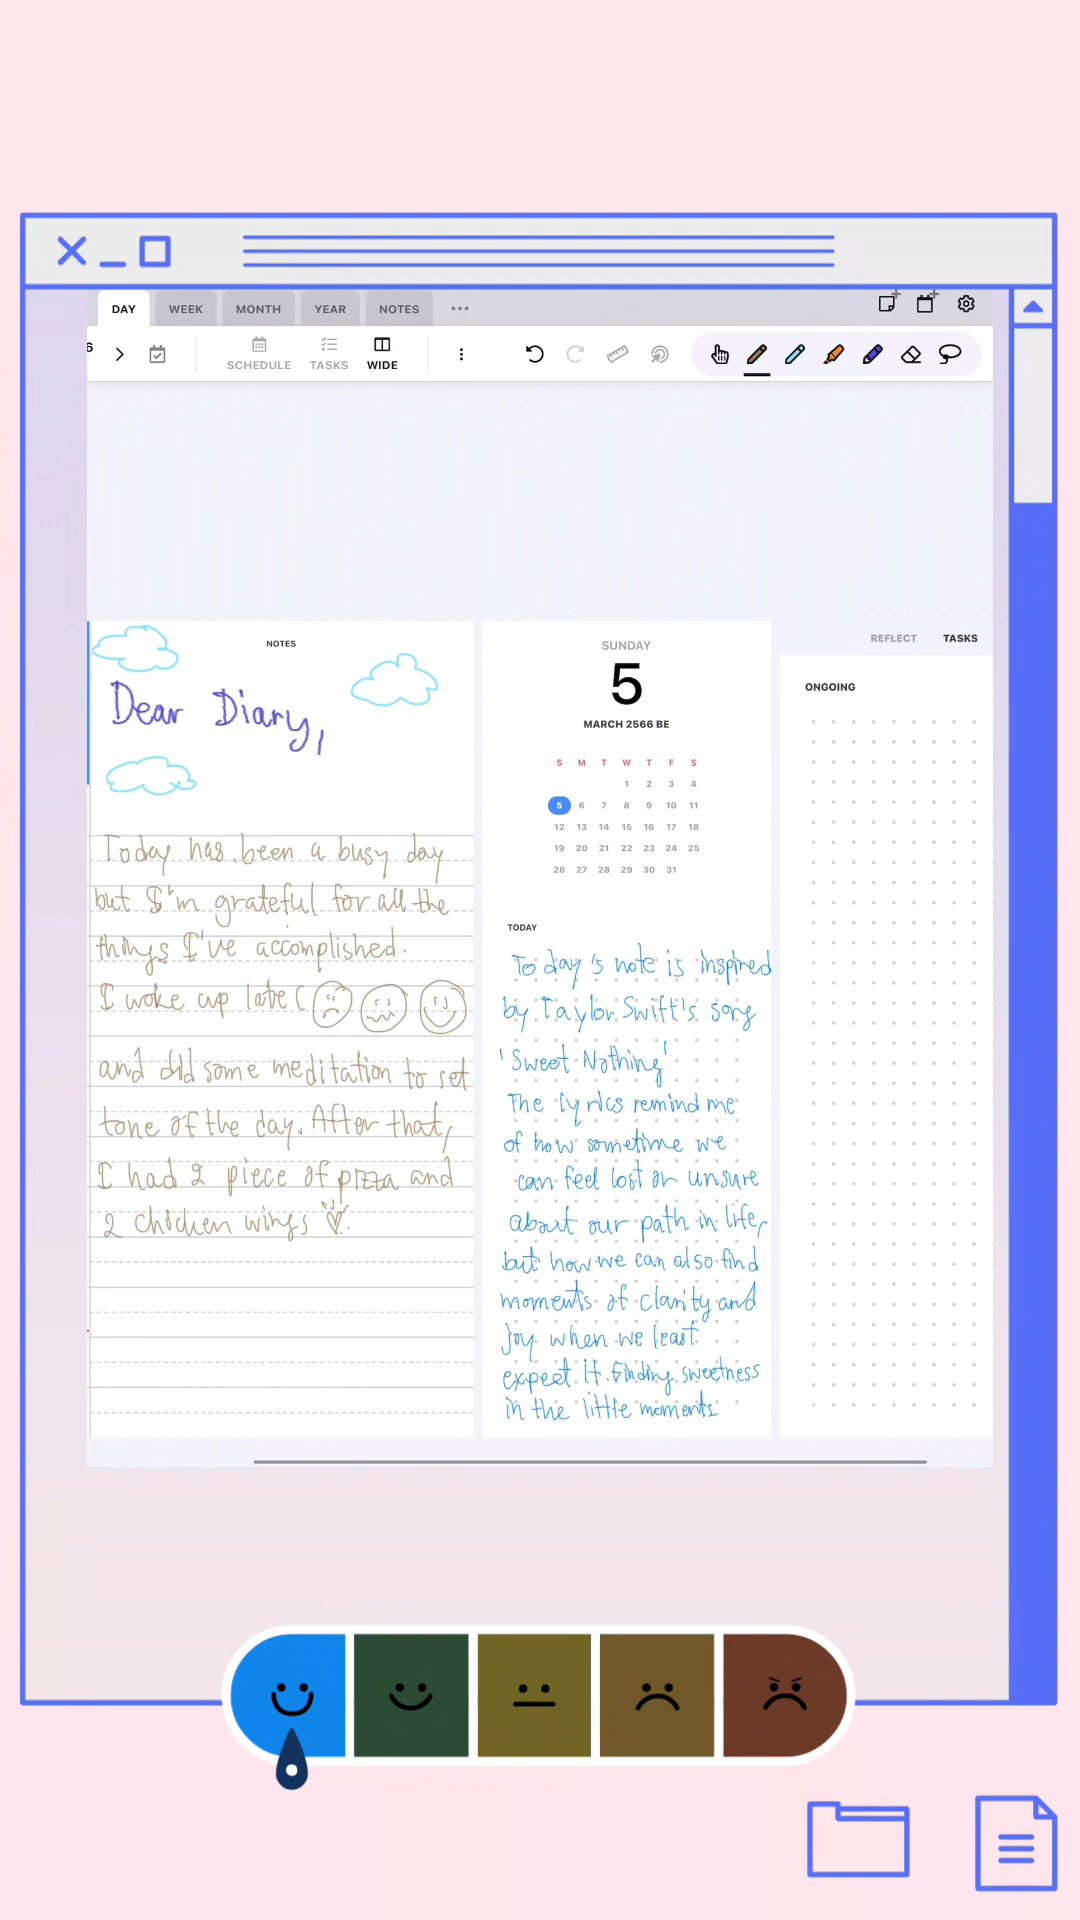 DAY WEEK MONTH YEAR NOTES
6
SCHEDULE TASKS WIDE
NOTES
Dear Diary,
Today has been a busy day
but I'm grateful for all the
things I've accomplished.
I woke up late (
and did some meditation to set
tone of the day. After that,
I had 2 piece of pizza and
2 chicken wings
SUNDAY
5
MARCH 2566 BE
S M T W T F S
1 2 3 4
5 6 7 8 9 10 11
12 13 14 15 16 17 18
19 20 21 22 23 24 25
26 27 28 29 30 31
TODAY
Today's note is inspired
by Taylor Swift's song
'Sweet Nothing'
The lyrics remind me
of how sometime we
can feel lost or unsure
about our path in life,
but how we can also find
moments of clarity and
joy when we least
expect it. Finding sweetness
in the little moments
REFLECT TASKS
ONGOING